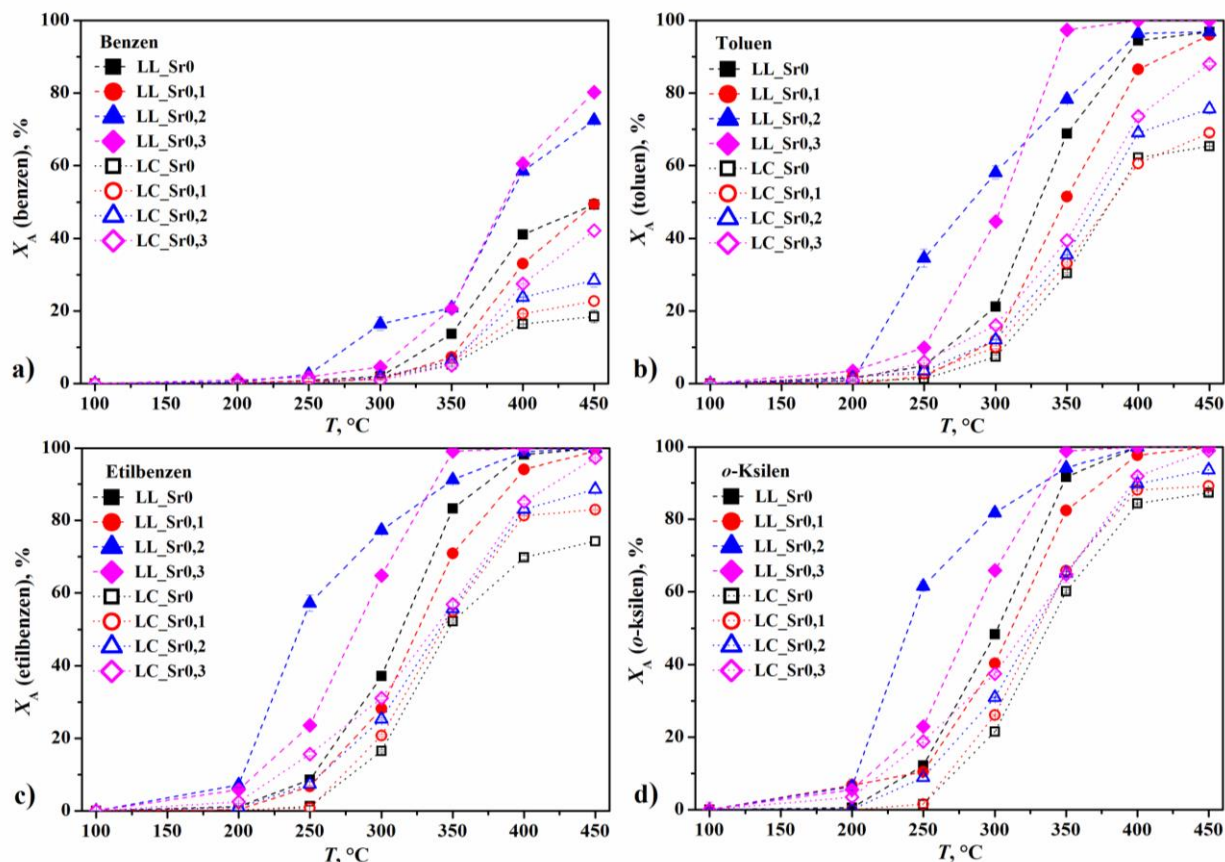 100
80
60
40
20
0
X_A (benzen), %
Benzen
LL_Sr0
LL_Sr0,1
LL_Sr0,2
LL_Sr0,3
LC_Sr0
LC_Sr0,1
LC_Sr0,2
LC_Sr0,3
a)
100 150 200 250 300 350 400 450
T, °C
100
80
60
40
20
0
X_A (toluen), %
Toluen
LL_Sr0
LL_Sr0,1
LL_Sr0,2
LL_Sr0,3
LC_Sr0
LC_Sr0,1
LC_Sr0,2
LC_Sr0,3
b)
100 150 200 250 300 350 400 450
T, °C
100
80
60
40
20
0
X_A (etilbenzen), %
Etilbenzen
LL_Sr0
LL_Sr0,1
LL_Sr0,2
LL_Sr0,3
LC_Sr0
LC_Sr0,1
LC_Sr0,2
LC_Sr0,3
c)
100 150 200 250 300 350 400 450
T, °C
100
80
60
40
20
0
X_A (o-ksilen), %
o-Ksilen
LL_Sr0
LL_Sr0,1
LL_Sr0,2
LL_Sr0,3
LC_Sr0
LC_Sr0,1
LC_Sr0,2
LC_Sr0,3
d)
100 150 200 250 300 350 400 450
T, °C